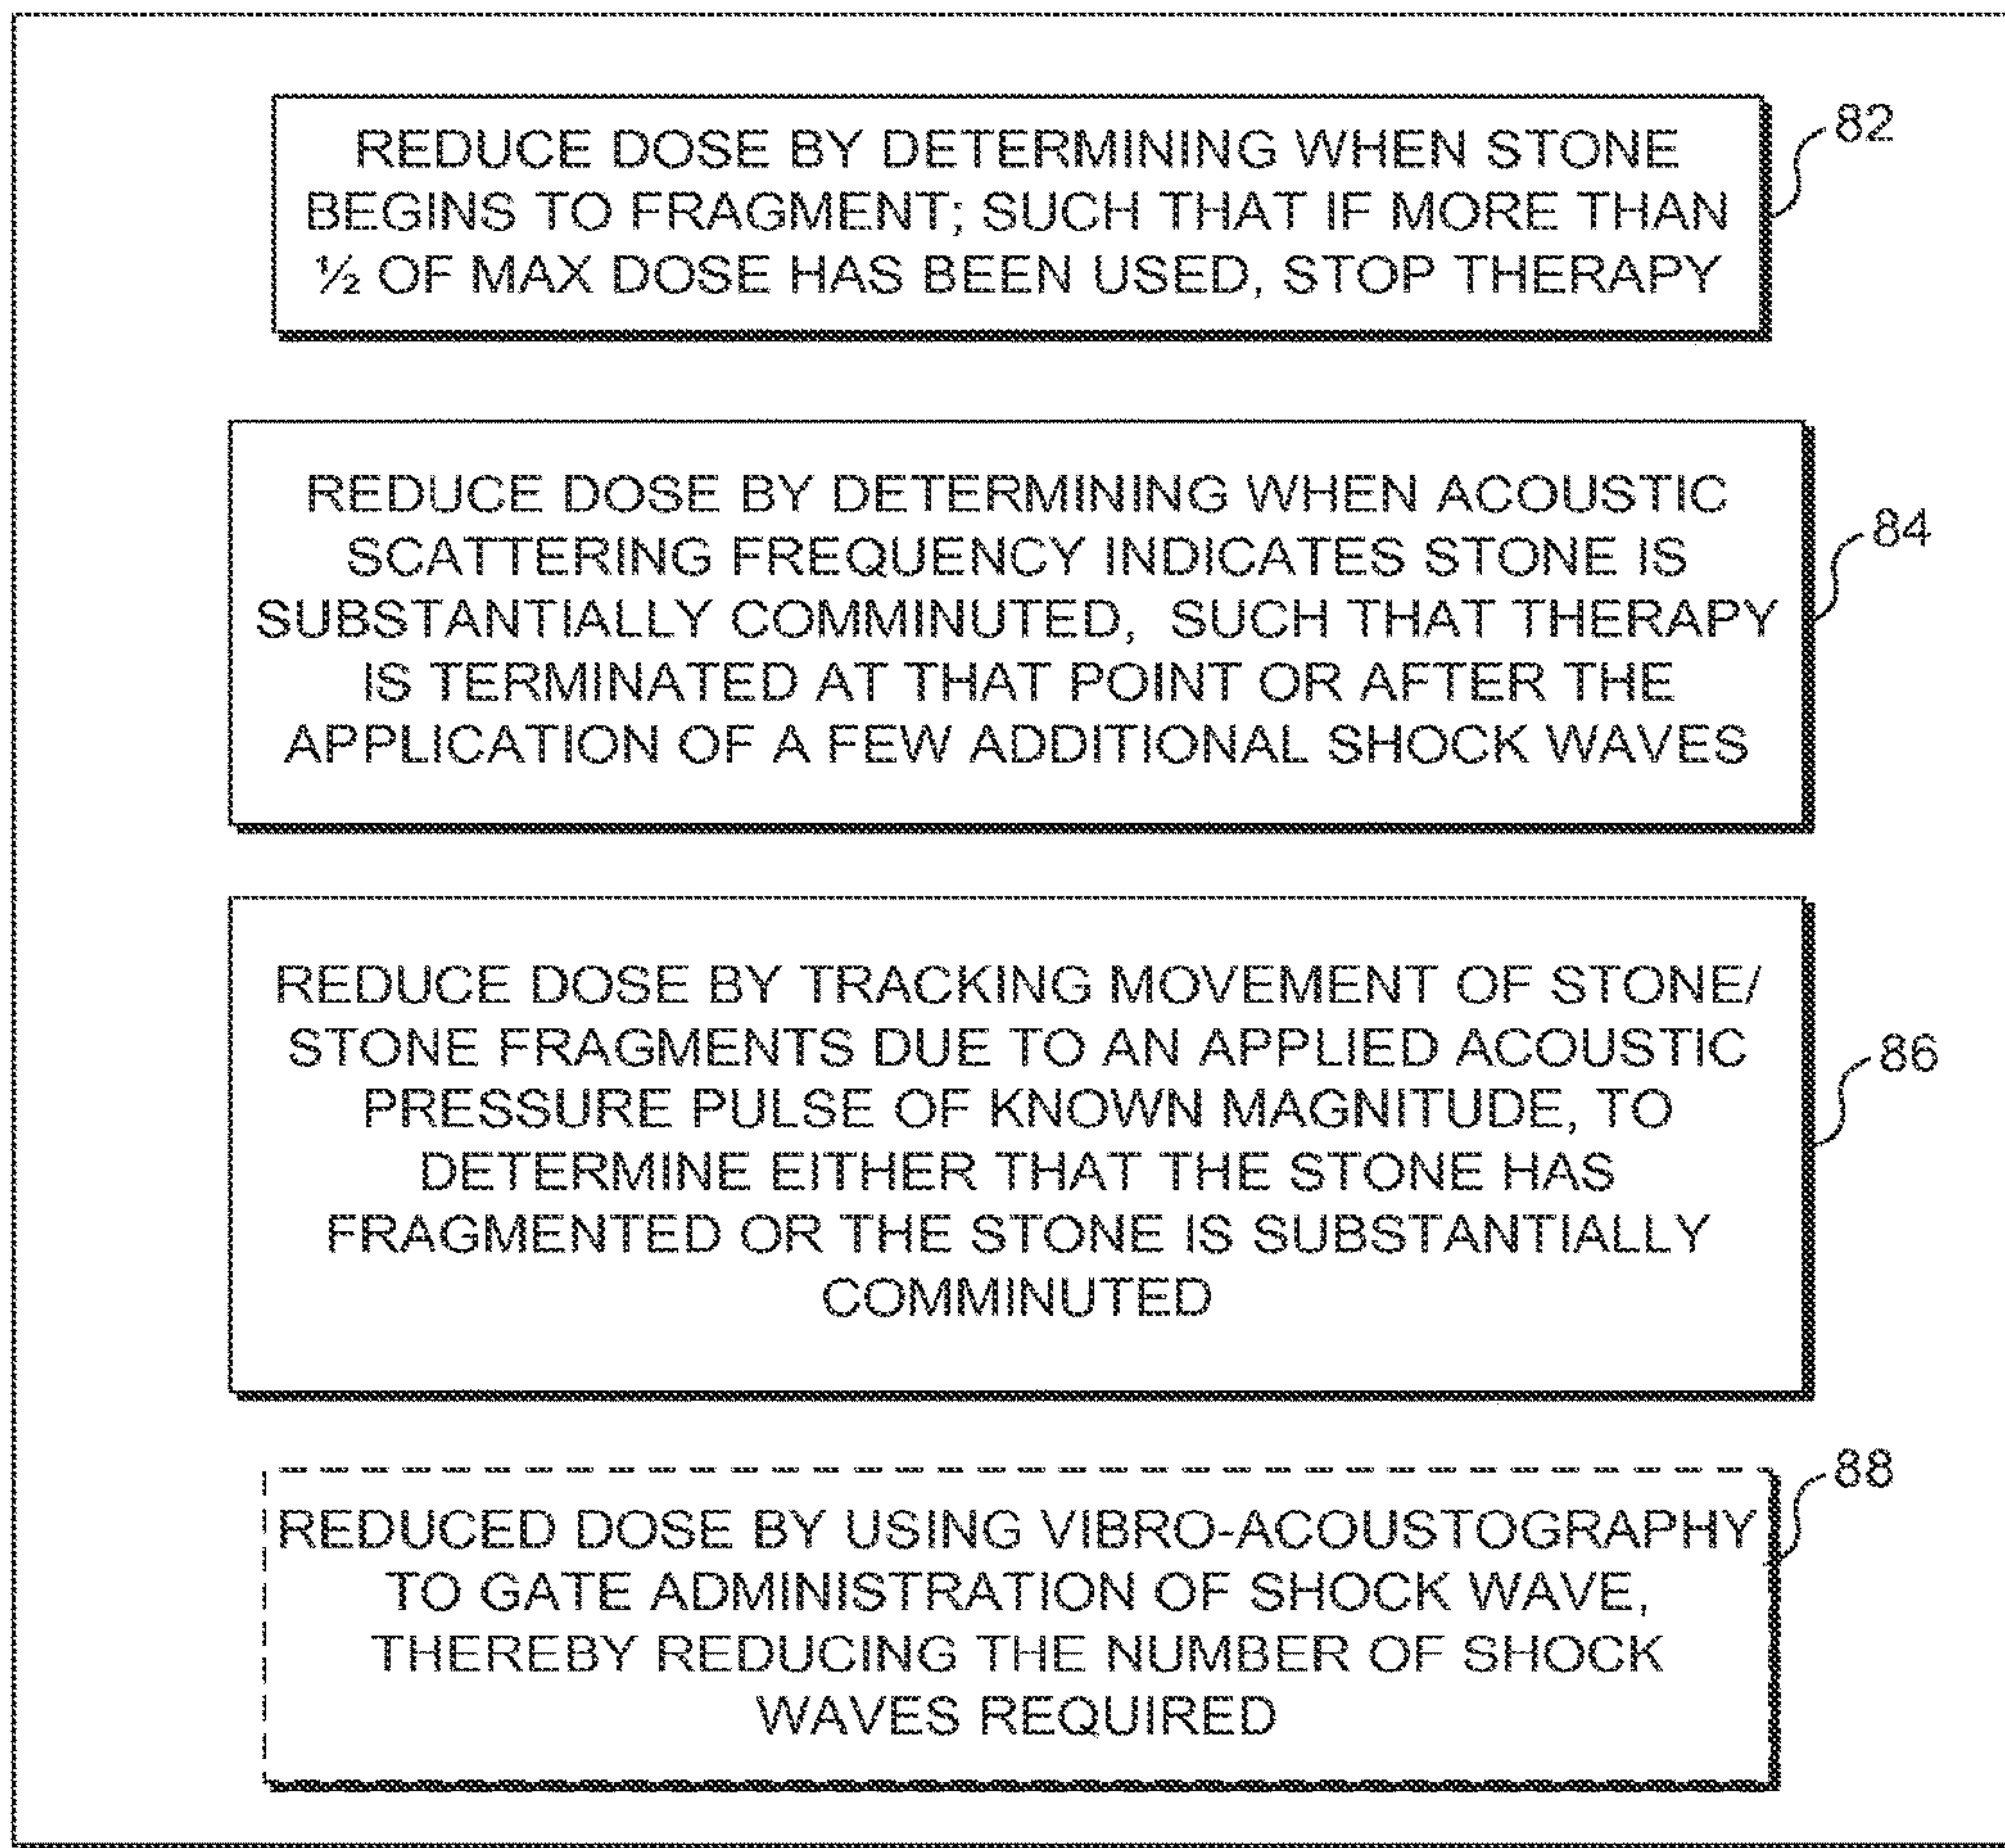 REDUCE DOSE BY DETERMINING WHEN STONE
BEGINS TO FRAGMENT; SUCH THAT IF MORE THAN
½ OF MAX DOSE HAS BEEN USED, STOP THERAPY
82
REDUCE DOSE BY DETERMINING WHEN ACOUSTIC
SCATTERING FREQUENCY INDICATES STONE IS
SUBSTANTIALLY COMMINUTED, SUCH THAT THERAPY
IS TERMINATED AT THAT POINT OR AFTER THE
APPLICATION OF A FEW ADDITIONAL SHOCK WAVES
84
REDUCE DOSE BY TRACKING MOVEMENT OF STONE/
STONE FRAGMENTS DUE TO AN APPLIED ACOUSTIC
PRESSURE PULSE OF KNOWN MAGNITUDE, TO
DETERMINE EITHER THAT THE STONE HAS
FRAGMENTED OR THE STONE IS SUBSTANTIALLY
COMMINUTED
86
REDUCED DOSE BY USING VIBRO-ACOUSTOGRAPHY
TO GATE ADMINISTRATION OF SHOCK WAVE,
THEREBY REDUCING THE NUMBER OF SHOCK
WAVES REQUIRED
88